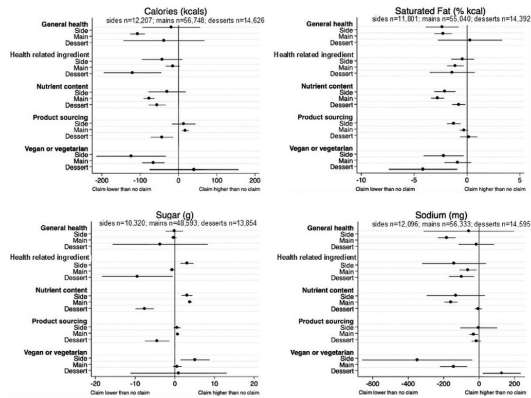 Calories (kcals)
sides n=12,207; mains n=56,748; desserts n=14,626
General health
Side
Main
Dessert
Health related ingredient
Side
Main
Dessert
Nutrient content
Side
Main
Dessert
Product sourcing
Side
Main
Dessert
Vegan or vegetarian
Side
Main
Dessert
-200 -100 0 100 200
Claim lower than no claim Claim higher than no claim
Saturated Fat (% kcal)
sides n=11,801; mains n=55,040; desserts n=14,392
General health
Side
Main
Dessert
Health related ingredient
Side
Main
Dessert
Nutrient content
Side
Main
Dessert
Product sourcing
Side
Main
Dessert
Vegan or vegetarian
Side
Main
Dessert
-10 -5 0 5
Claim lower than no claim Claim higher than no claim
Sugar (g)
sides n=10,320; mains n=48,593; desserts n=13,854
General health
Side
Main
Dessert
Health related ingredient
Side
Main
Dessert
Nutrient content
Side
Main
Dessert
Product sourcing
Side
Main
Dessert
Vegan or vegetarian
Side
Main
Dessert
-20 -10 0 10 20
Claim lower than no claim Claim higher than no claim
Sodium (mg)
sides n=12,096; mains n=56,333; desserts n=14,595
General health
Side
Main
Dessert
Health related ingredient
Side
Main
Dessert
Nutrient content
Side
Main
Dessert
Product sourcing
Side
Main
Dessert
Vegan or vegetarian
Side
Main
Dessert
-600 -400 -200 0 200
Claim lower than no claim Claim higher than no claim